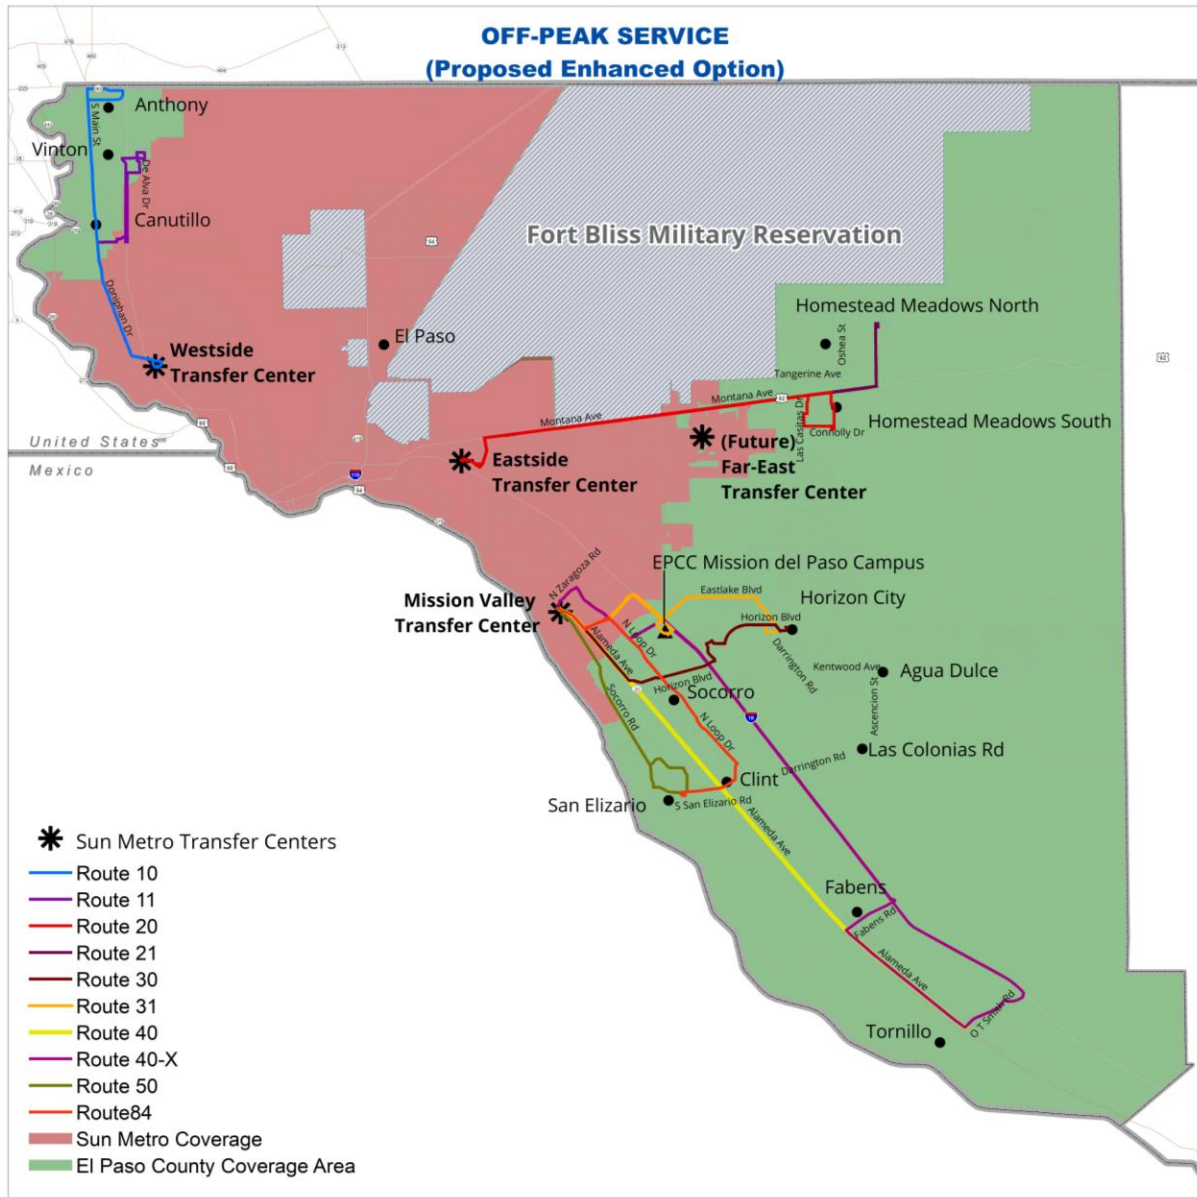 OFF-PEAK SERVICE
(Proposed Enhanced Option)
Anthony
S Main St
Vinton
De Alva Dr
Canutillo
Fort Bliss Military Reservation
Doniphan Dr
Homestead Meadows North
El Paso
Oshea St
Westside
Transfer Center
Tangerine Ave
Montana Ave
Montana Ave
Las Casitas Dr
Homestead Meadows South
Connolly Dr
United States
Mexico
Eastside
Transfer Center
(Future)
Far-East
Transfer Center
N Zaragoza Rd
EPCC Mission del Paso Campus
Eastlake Blvd
Horizon City
Mission Valley
Transfer Center
Horizon Blvd
N Loop Dr
Alameda Ave
Darrington Rd
Kentwood Ave
Agua Dulce
Horizon Blvd
Socorro
Socorro Rd
Ascencion St
N Loop Dr
Las Colonias Rd
Darrington Rd
Clint
San Elizario
S San Elizario Rd
Alameda Ave
Fabens
Fabens Rd
Alameda Ave
O T Smith Rd
Tornillo
Sun Metro Transfer Centers
Route 10
Route 11
Route 20
Route 21
Route 30
Route 31
Route 40
Route 40-X
Route 50
Route84
Sun Metro Coverage
El Paso County Coverage Area